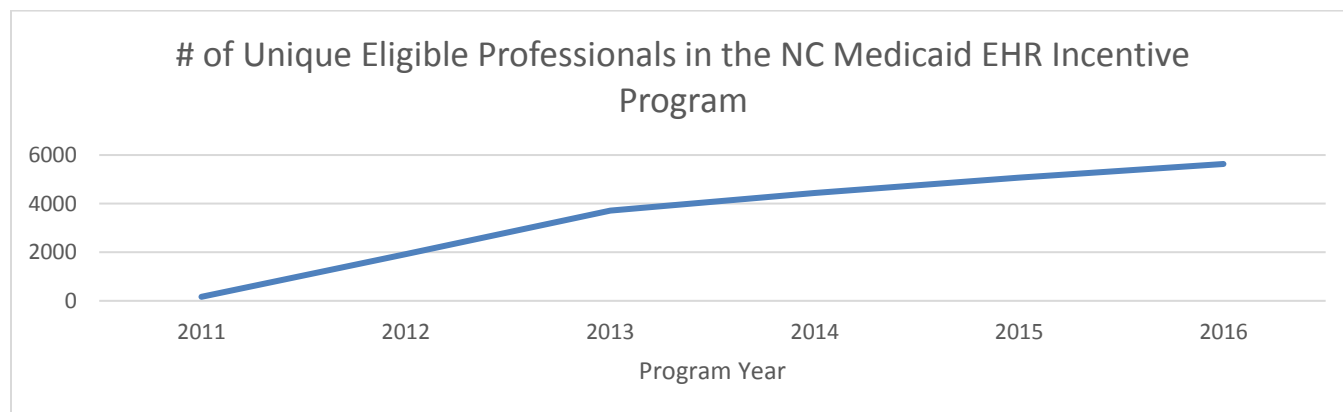 # of Unique Eligible Professionals in the NC Medicaid EHR Incentive
Program
6000
4000
2000
0
2011 2012 2013 2014 2015 2016
Program Year